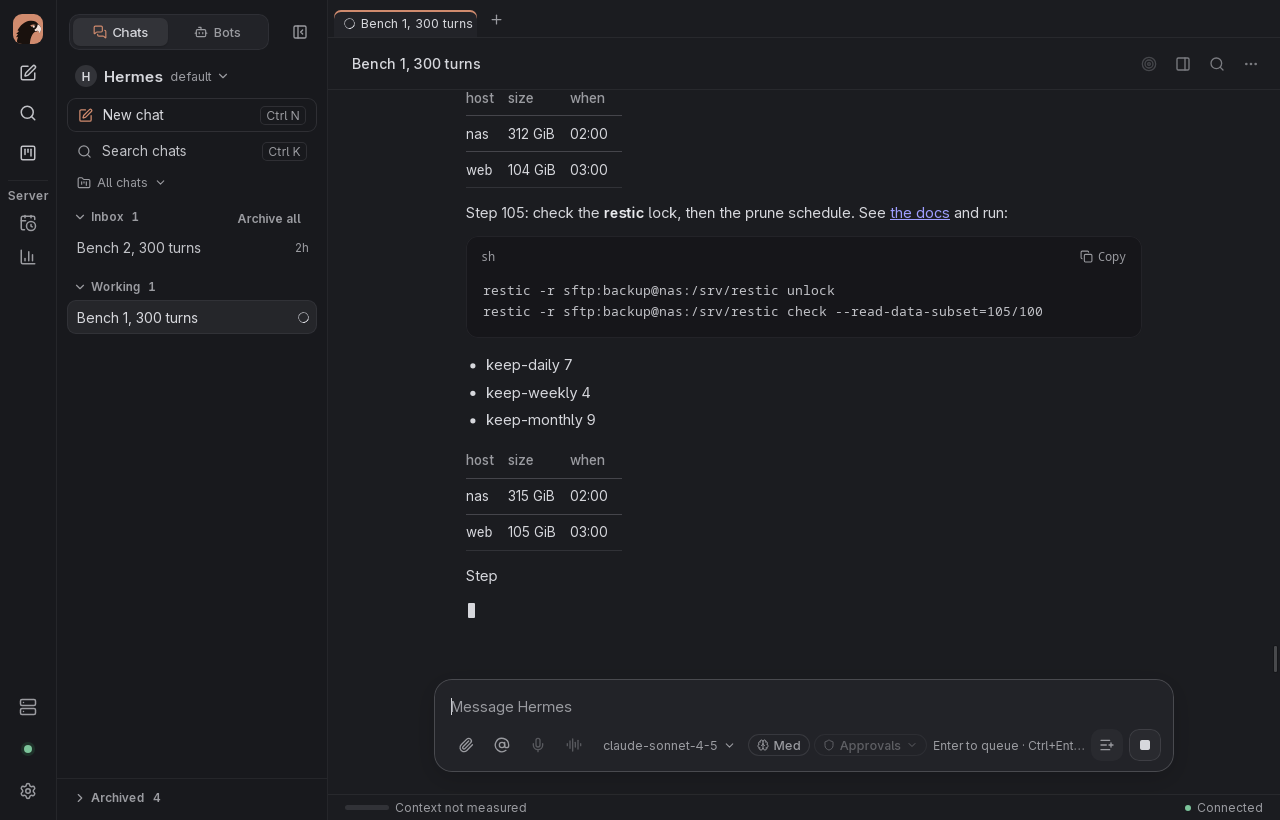 Chats
Bots
H Hermes default
New chat Ctrl N
Search chats Ctrl K
All chats
Server
Inbox 1 Archive all
Bench 2, 300 turns 2h
Working 1
Bench 1, 300 turns
Archived 4
Bench 1, 300 turns
Bench 1, 300 turns
host size when
nas 312 GiB 02:00
web 104 GiB 03:00
Step 105: check the restic lock, then the prune schedule. See the docs and run:
sh Copy
restic -r sftp:backup@nas:/srv/restic unlock
restic -r sftp:backup@nas:/srv/restic check --read-data-subset=105/100
• keep-daily 7
• keep-weekly 4
• keep-monthly 9
host size when
nas 315 GiB 02:00
web 105 GiB 03:00
Step
Message Hermes
claude-sonnet-4-5 Med Approvals Enter to queue · Ctrl+Ent…
Context not measured
Connected